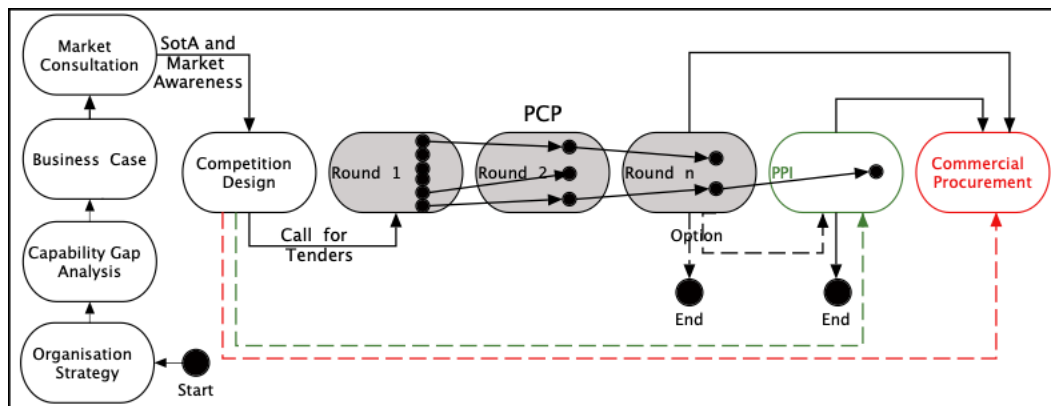 Market
Consultation
SotA and
Market
Awareness
Business Case
Capability Gap
Analysis
Organisation
Strategy
Start
Competition
Design
Call for
Tenders
PCP
Round 1
Round 2
Round n
Option
End
PPI
End
Commercial
Procurement